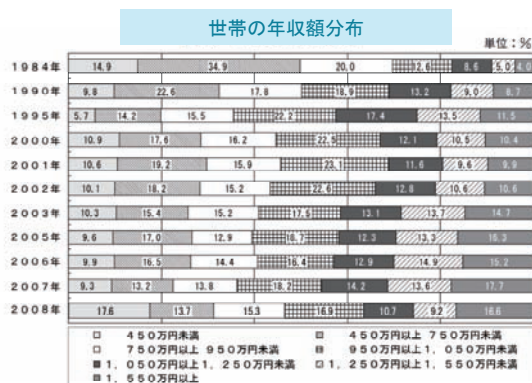 世帯の年収額分布
単位：％
1984年 14.9 34.9 20.0 12.6 8.6 5.0 4.0
1990年 9.8 22.6 17.8 18.9 13.2 9.0 8.7
1995年 5.7 14.2 15.5 22.2 17.4 13.5 11.5
2000年 10.9 17.6 16.2 22.5 12.1 10.5 10.4
2001年 10.6 19.2 15.9 23.1 11.6 9.6 9.9
2002年 10.1 18.2 15.2 22.6 12.8 10.6 10.6
2003年 10.3 15.4 15.2 17.5 13.1 13.7 14.7
2005年 9.6 17.0 12.9 18.7 12.3 13.3 16.3
2006年 9.9 16.5 14.4 16.4 12.9 14.9 15.2
2007年 9.3 13.2 13.8 18.2 14.2 13.6 17.7
2008年 17.6 13.7 15.3 16.9 10.7 9.2 16.6
450万円未満 450万円以上 750万円未満
750万円以上 950万円未満 950万円以上1，050万円未満
1，050万円以上1，250万円未満 1，250万円以上1，550万円未満
1，550万円以上